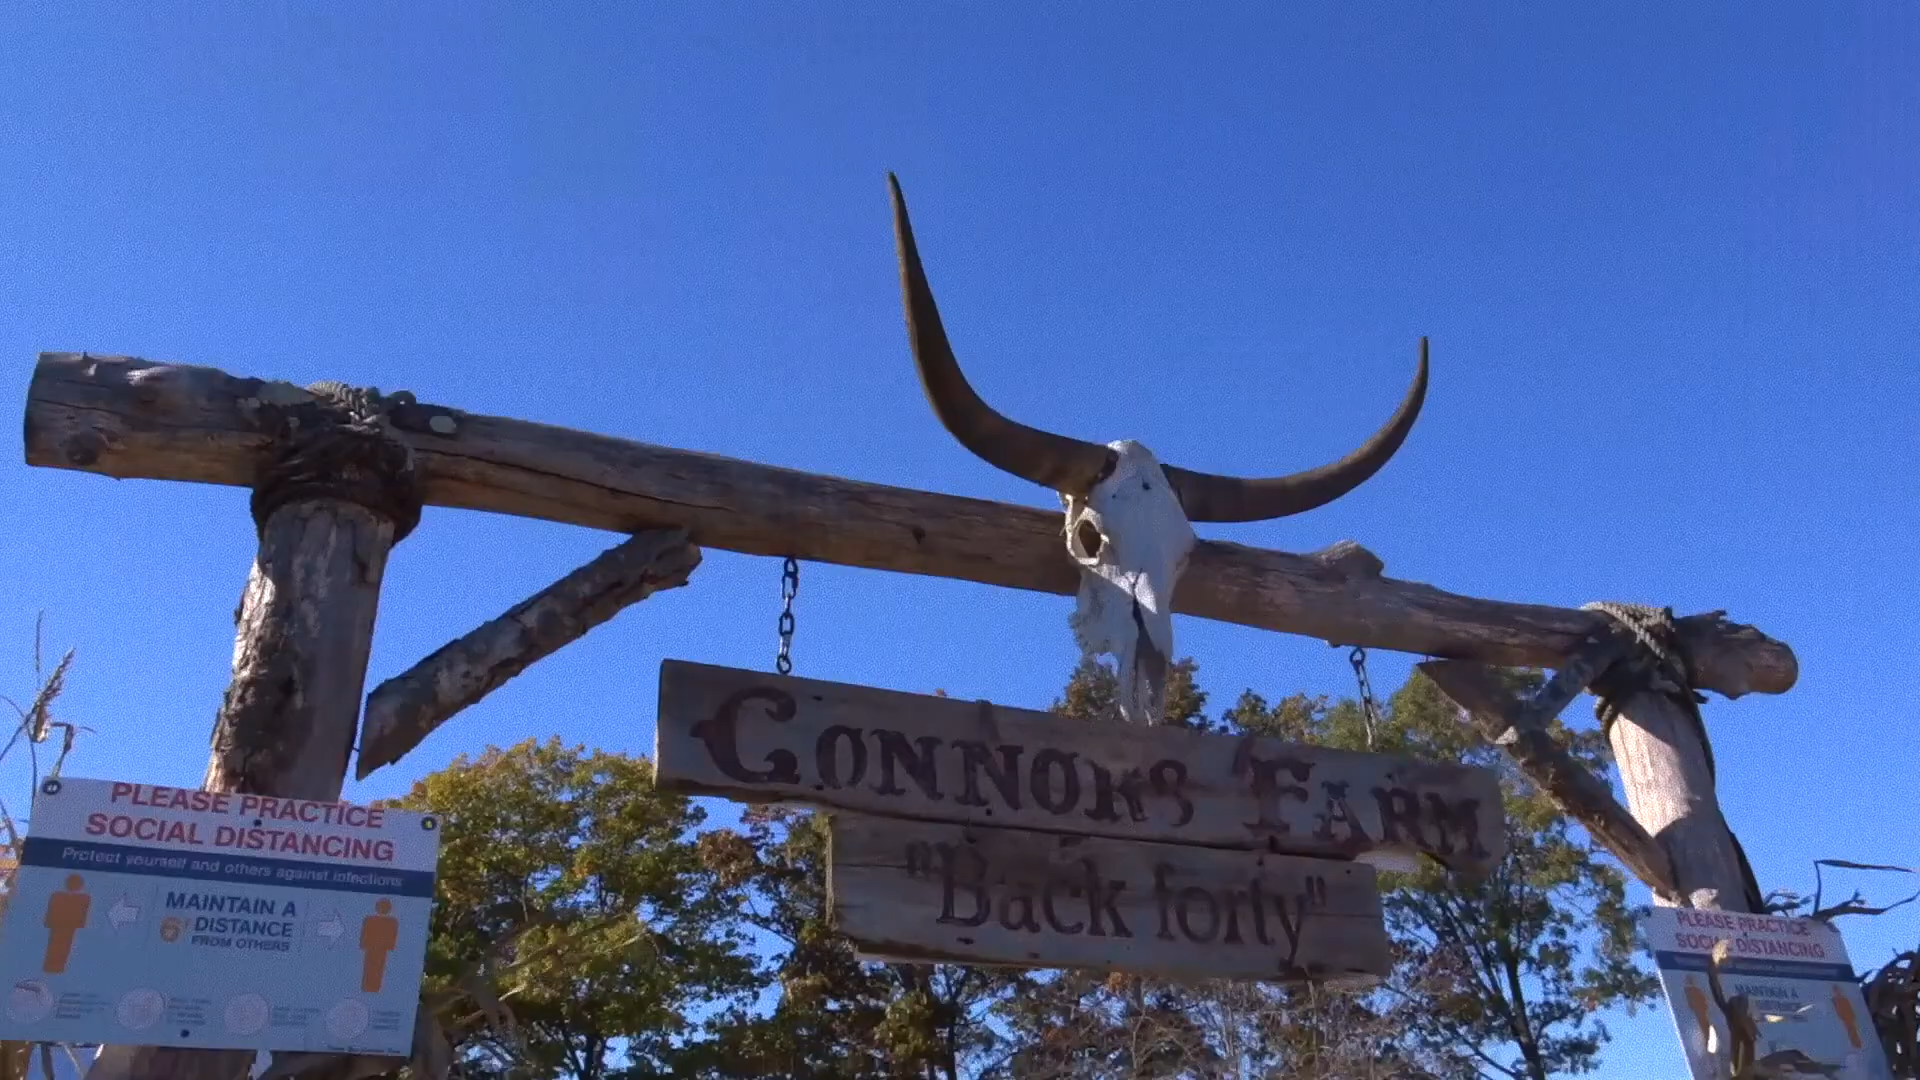 CONNORS FARM
"Back forty"
PLEASE PRACTICE
SOCIAL DISTANCING
Protect yourself and others against infections
MAINTAIN A
6' DISTANCE
FROM OTHERS
PLEASE PRACTICE
SOCIAL DISTANCING
MAINTAIN A